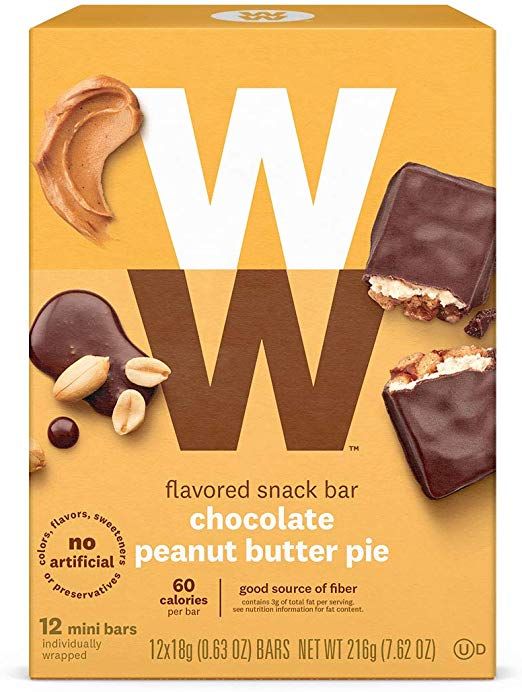 WW
W
W™
flavored snack bar
chocolate
peanut butter pie
no
artificial
colors, flavors, sweeteners
or preservatives
60
calories
per bar
good source of fiber
contains 3g of total fat per serving.
see nutrition information for fat content.
12 mini bars
individually
wrapped
12x18g (0.63 OZ) BARS NET WT 216g (7.62 OZ)
U D